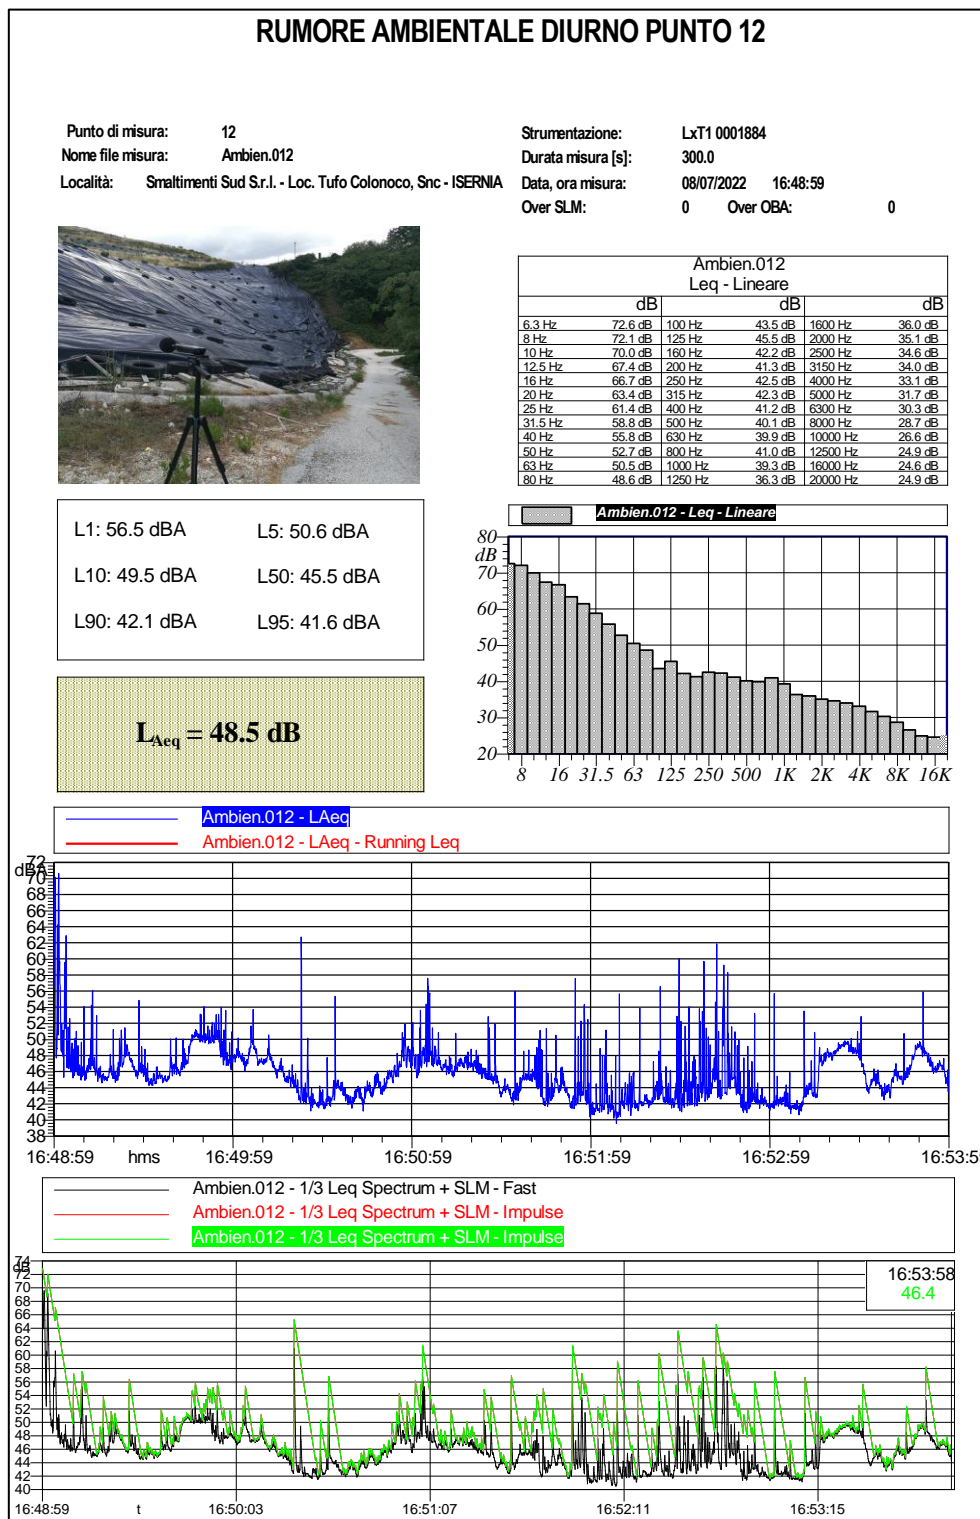 RUMORE AMBIENTALE DIURNO PUNTO 12
Punto di misura: 12
Nome file misura: Ambien.012
Località: Smaltimenti Sud S.r.l. - Loc. Tufo Colonoco, Snc - ISERNIA
Strumentazione: LxT1 0001884
Durata misura [s]: 300.0
Data, ora misura: 08/07/2022 16:48:59
Over SLM: 0 Over OBA: 0
Ambien.012
Leq - Lineare
dB dB dB
6.3 Hz 72.6 dB 100 Hz 43.5 dB 1600 Hz 36.0 dB
8 Hz 72.1 dB 125 Hz 45.5 dB 2000 Hz 35.1 dB
10 Hz 70.0 dB 160 Hz 42.2 dB 2500 Hz 34.6 dB
12.5 Hz 67.4 dB 200 Hz 41.3 dB 3150 Hz 34.0 dB
16 Hz 66.7 dB 250 Hz 42.5 dB 4000 Hz 33.1 dB
20 Hz 63.4 dB 315 Hz 42.3 dB 5000 Hz 31.7 dB
25 Hz 61.4 dB 400 Hz 41.2 dB 6300 Hz 30.3 dB
31.5 Hz 58.8 dB 500 Hz 40.1 dB 8000 Hz 28.7 dB
40 Hz 55.8 dB 630 Hz 39.9 dB 10000 Hz 26.6 dB
50 Hz 52.7 dB 800 Hz 41.0 dB 12500 Hz 24.9 dB
63 Hz 50.5 dB 1000 Hz 39.3 dB 16000 Hz 24.6 dB
80 Hz 48.6 dB 1250 Hz 36.3 dB 20000 Hz 24.9 dB
L1: 56.5 dBA L5: 50.6 dBA
L10: 49.5 dBA L50: 45.5 dBA
L90: 42.1 dBA L95: 41.6 dBA
LAeq = 48.5 dB
Ambien.012 - Leq - Lineare
80
dB
70
60
50
40
30
20
8 16 31.5 63 125 250 500 1K 2K 4K 8K 16K
Ambien.012 - LAeq
Ambien.012 - LAeq - Running Leq
72
dBA
70
68
66
64
62
60
58
56
54
52
50
48
46
44
42
40
38
16:48:59 hms 16:49:59 16:50:59 16:51:59 16:52:59 16:53:5
Ambien.012 - 1/3 Leq Spectrum + SLM - Fast
Ambien.012 - 1/3 Leq Spectrum + SLM - Impulse
Ambien.012 - 1/3 Leq Spectrum + SLM - Impulse
74
dB
72
70
68
66
64
62
60
58
56
54
52
50
48
46
44
42
40
16:53:58
46.4
16:48:59 t 16:50:03 16:51:07 16:52:11 16:53:15